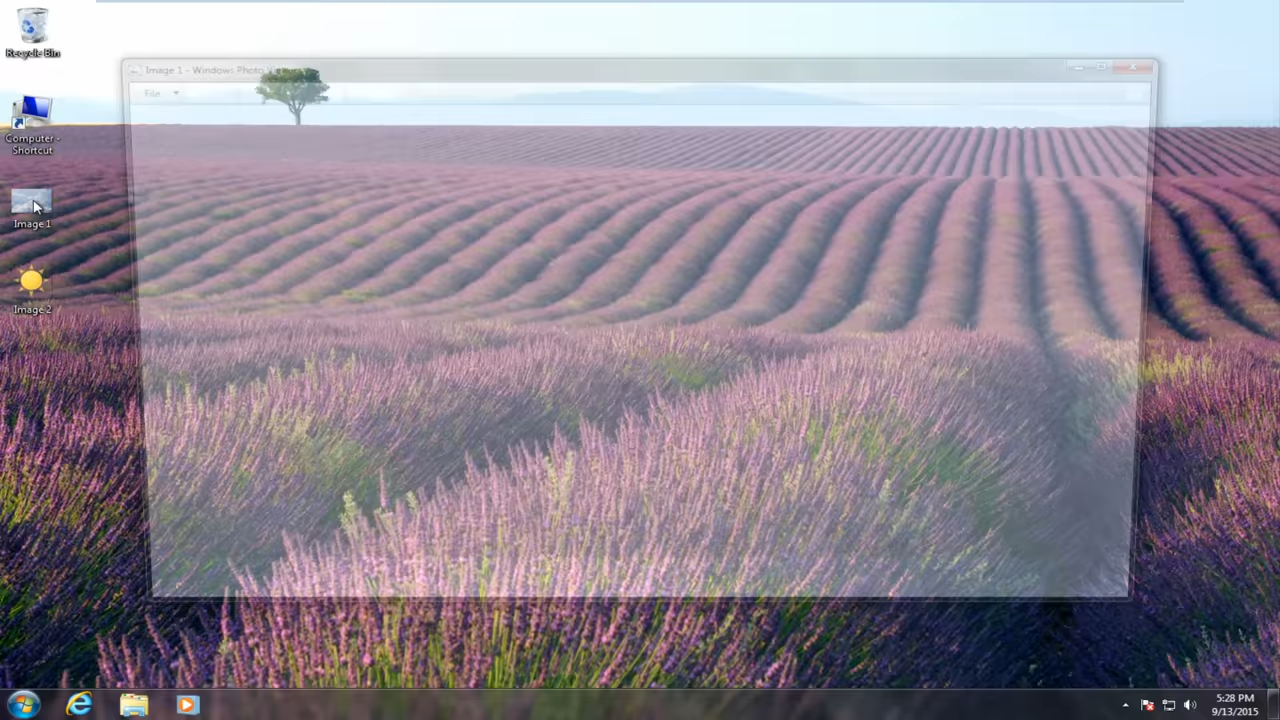 Recycle Bin
Image 1 - Windows Photo Viewer
File
Computer -
Shortcut
Image 1
Image 2
5:28 PM
9/13/2015